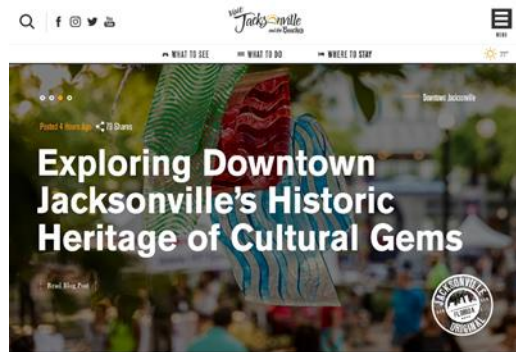 Visit
Jacksonville
and the Beaches
MENU
WHAT TO SEE
WHAT TO DO
WHERE TO STAY
Downtown Jacksonville
Posted 4 Hours Ago
78 Shares
Exploring Downtown
Jacksonville's Historic
Heritage of Cultural Gems
Read Blog Post
JACKSONVILLE
FLORIDA
ORIGINAL